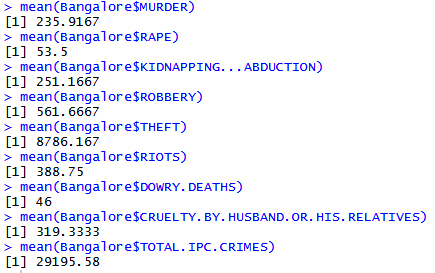 > mean(Bangalore$MURDER)
[1] 235.9167
> mean(Bangalore$RAPE)
[1] 53.5
> mean(Bangalore$KIDNAPPING...ABDUCTION)
[1] 251.1667
> mean(Bangalore$ROBBERY)
[1] 561.6667
> mean(Bangalore$THEFT)
[1] 8786.167
> mean(Bangalore$RIOTS)
[1] 388.75
> mean(Bangalore$DOWRY.DEATHS)
[1] 46
> mean(Bangalore$CRUELTY.BY.HUSBAND.OR.HIS.RELATIVES)
[1] 319.3333
> mean(Bangalore$TOTAL.IPC.CRIMES)
[1] 29195.58